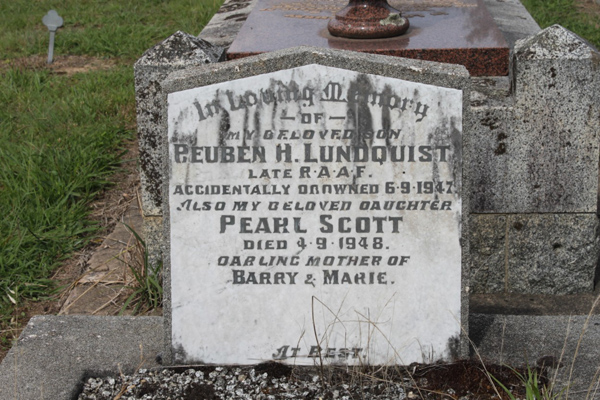 In Loving Memory
— OF —
MY BELOVED SON
REUBEN H. LUNDQUIST
LATE R·A·A·F.
ACCIDENTALLY DROWNED 6·9·1947.
ALSO MY BELOVED DAUGHTER
PEARL SCOTT
DIED 4·9·1948.
DARLING MOTHER OF
BARRY & MARIE.
AT REST